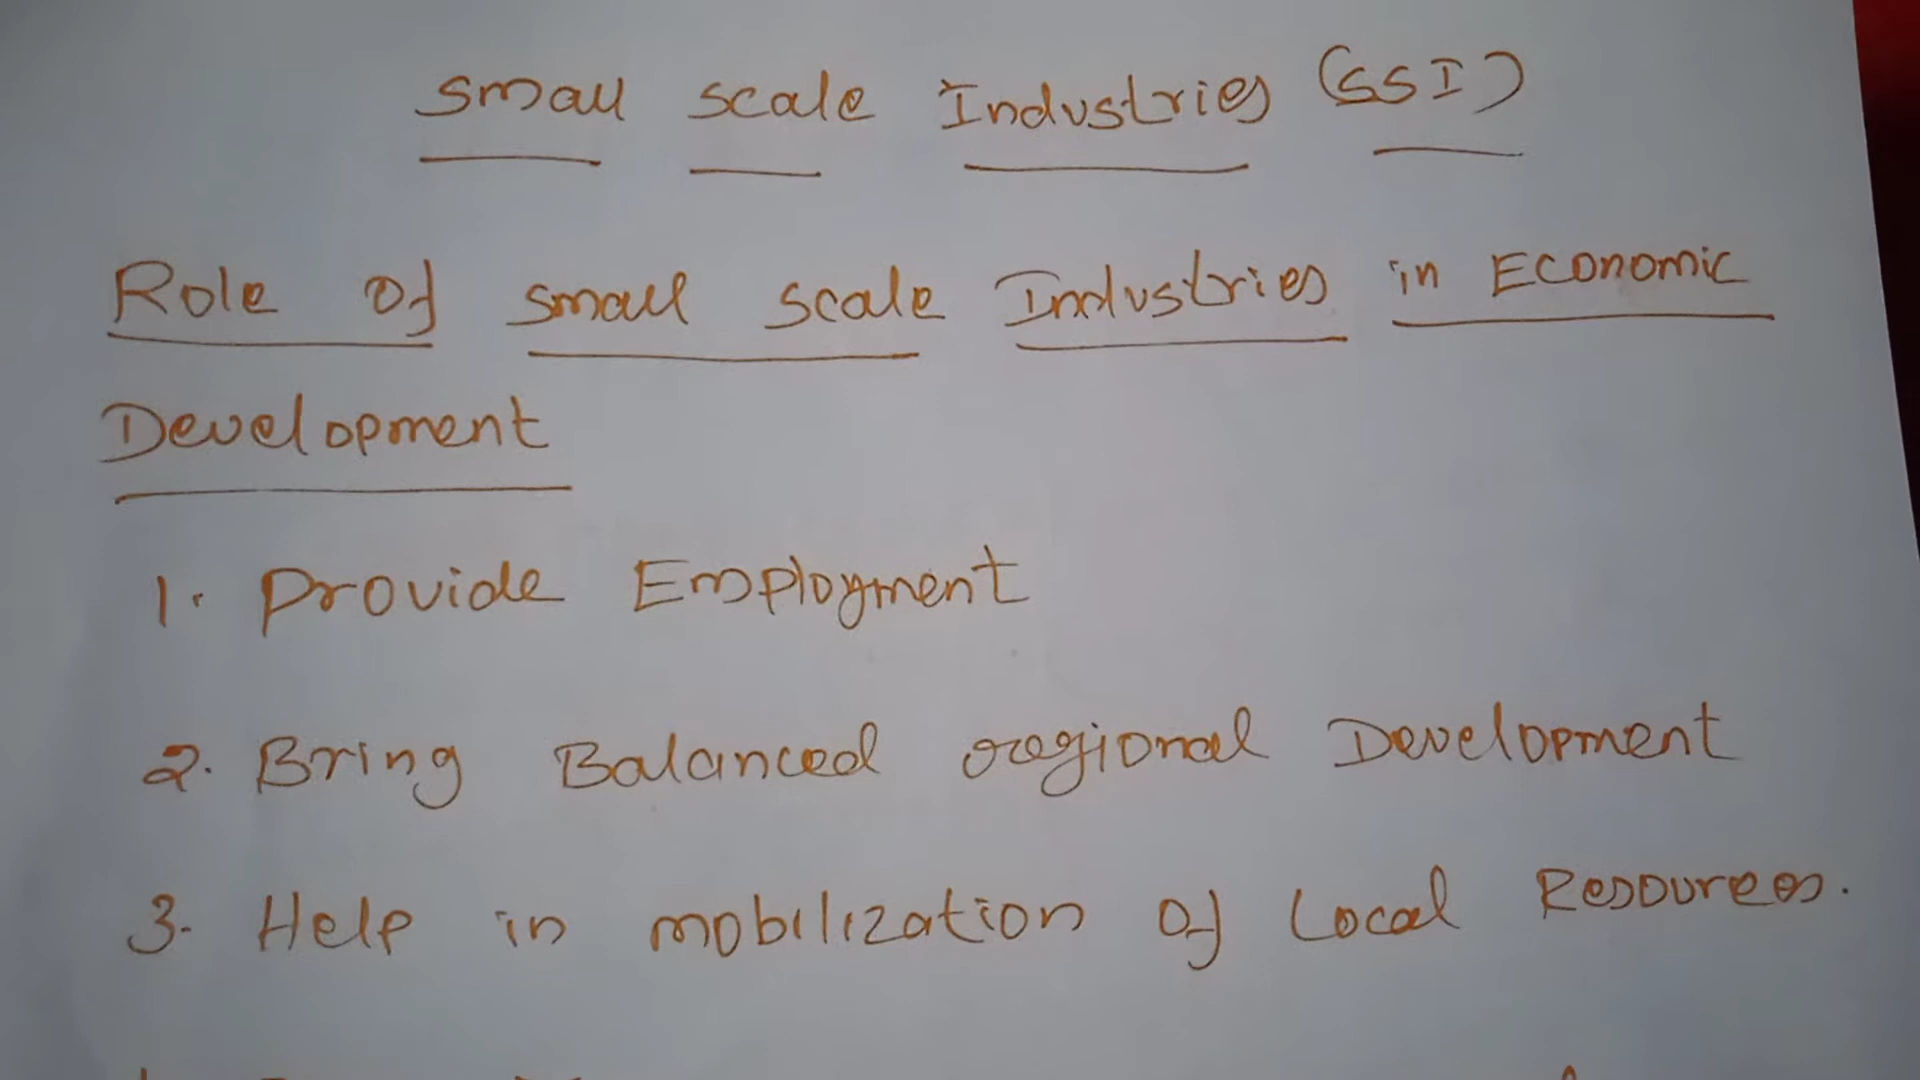 Small Scale Industries (SSI)
Role of small scale Industries in Economic
Development
1. Provide Employment
2. Bring Balanced regional Development
3. Help in mobilization of Local Resources.